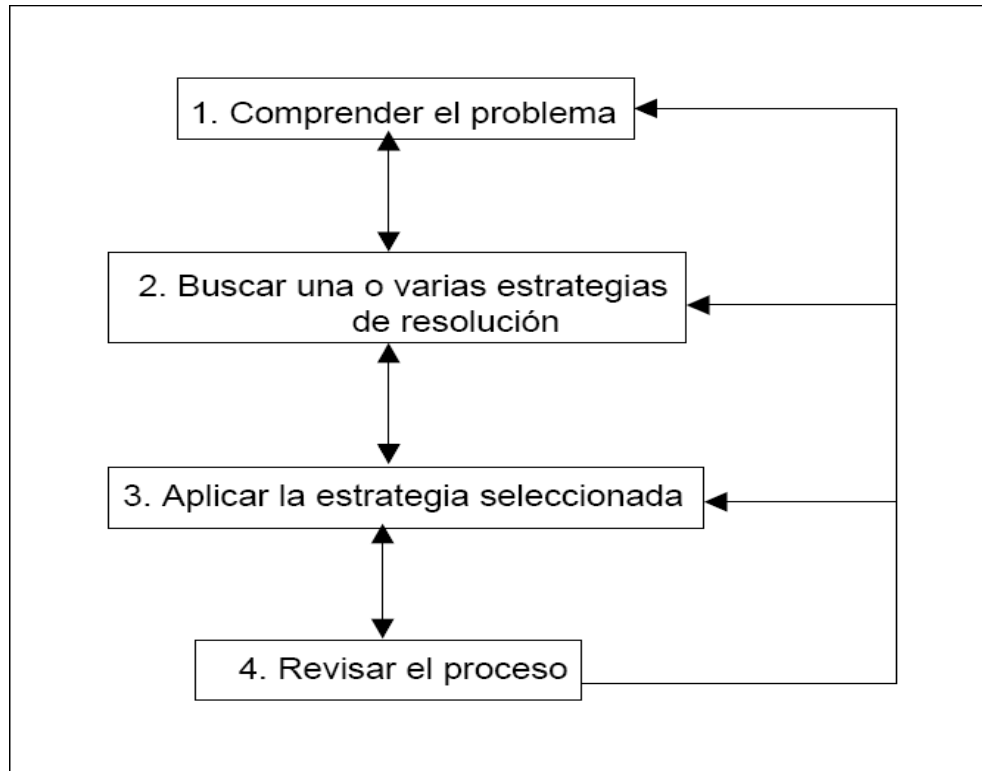 1. Comprender el problema
2. Buscar una o varias estrategias
de resolución
3. Aplicar la estrategia seleccionada
4. Revisar el proceso